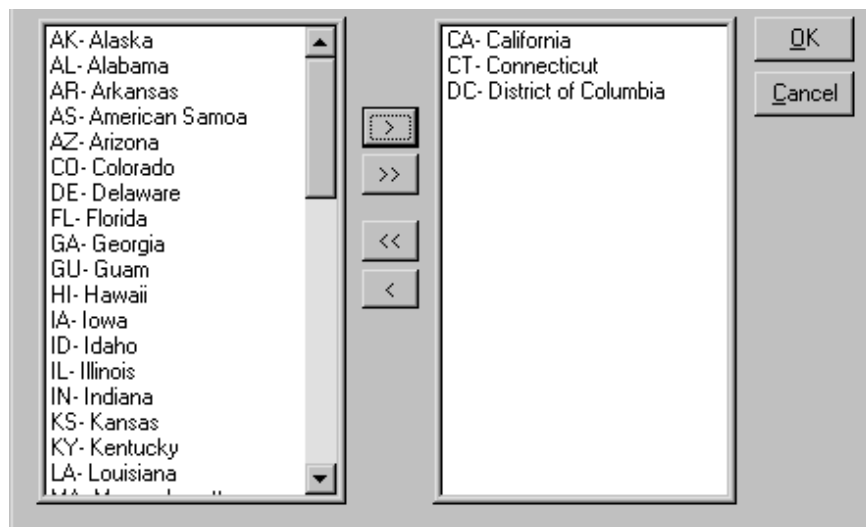 AK- Alaska
AL- Alabama
AR- Arkansas
AS- American Samoa
AZ- Arizona
CO- Colorado
DE- Delaware
FL- Florida
GA- Georgia
GU- Guam
HI- Hawaii
IA- Iowa
ID- Idaho
IL- Illinois
IN- Indiana
KS- Kansas
KY- Kentucky
LA- Louisiana
>
>>
<<
<
CA- California
CT- Connecticut
DC- District of Columbia
OK
Cancel